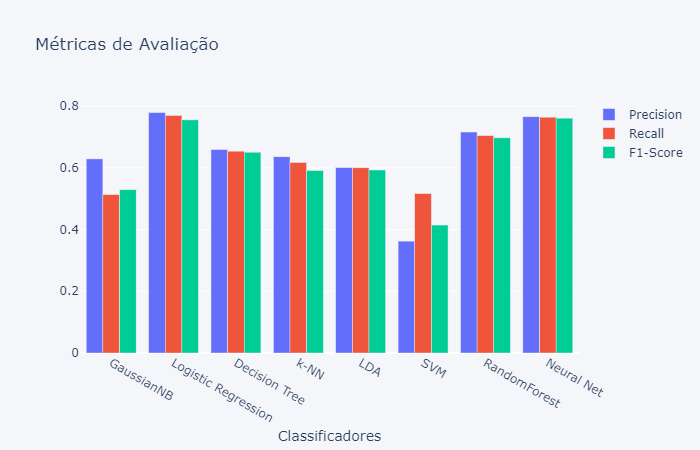 Métricas de Avaliação
0.8
0.6
0.4
0.2
0
Precision
Recall
F1-Score
GaussianNB
Logistic Regression
Decision Tree
k-NN
LDA
SVM
RandomForest
Neural Net
Classificadores